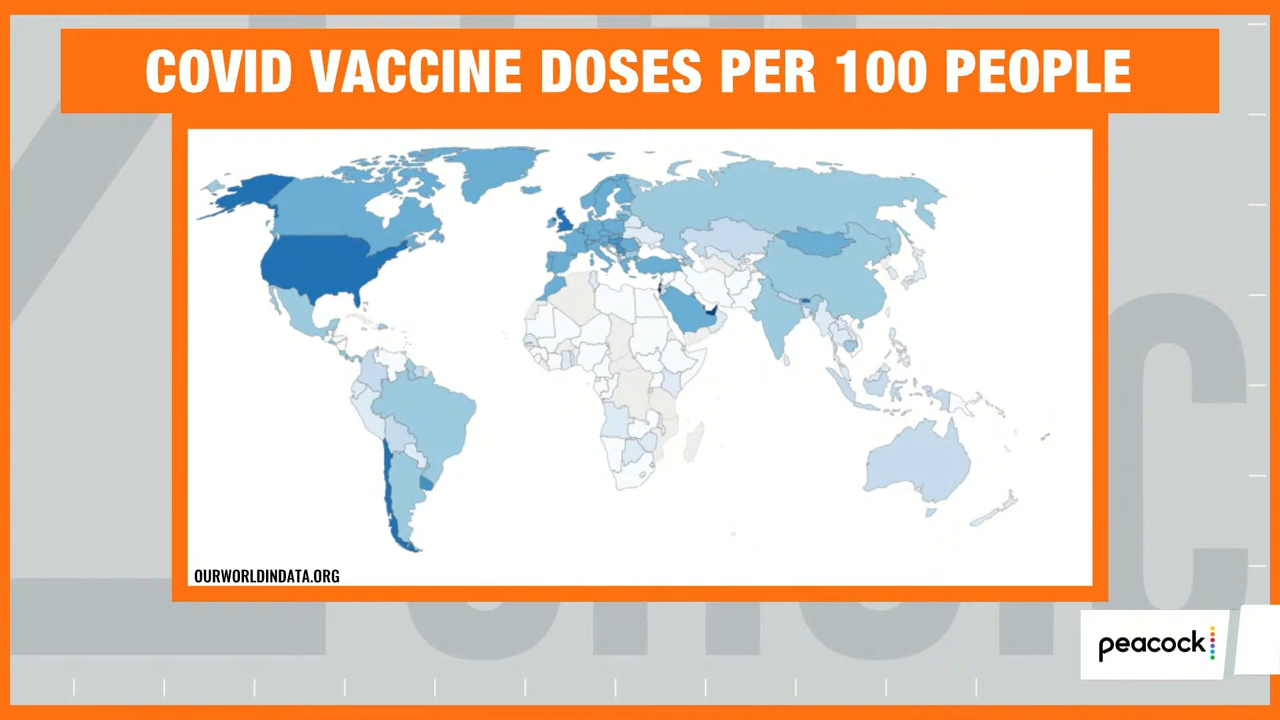 COVID VACCINE DOSES PER 100 PEOPLE
OURWORLDINDATA.ORG
peacock